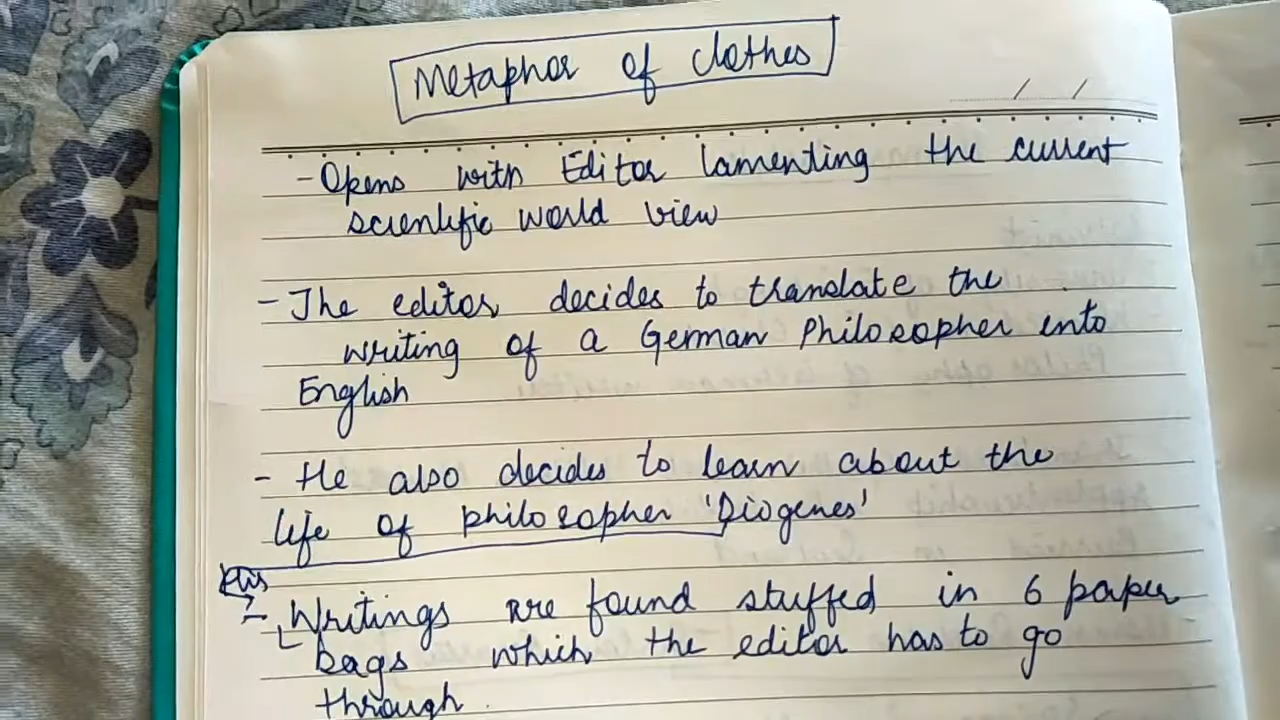 Metaphor of clothes
/ /
- Opens with Editor lamenting the current
scientific world view
- The editor decides to translate the
writing of a German Philosopher into
English
- He also decides to learn about the
life of philosopher 'Diogenes'
His
- Writings are found stuffed in 6 paper
bags which the editor has to go
through.